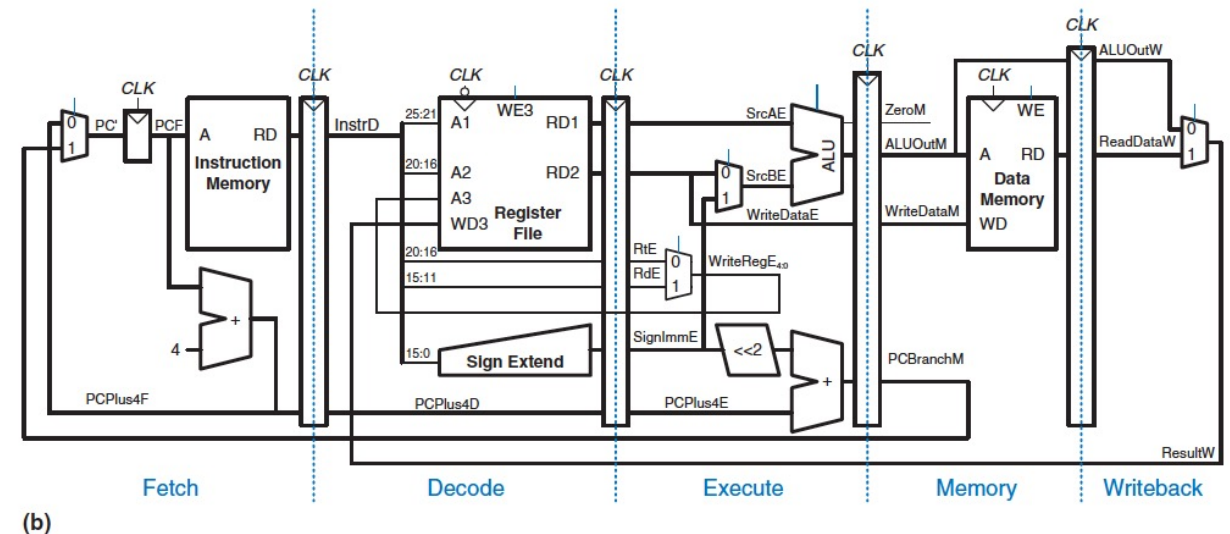 CLK
ALUOutW
CLK
CLK
CLK
CLK
CLK
CLK
0
1
PC'
PCF
A RD
Instruction
Memory
InstrD
25:21
A1
WE3
RD1
20:16
A2
RD2
A3
WD3
Register
File
SrcAE
0
1
SrcBE
ALU
WriteDataE
ZeroM
ALUOutM
WriteDataM
WE
A RD
Data
Memory
WD
ReadDataW
0
1
20:16
15:11
RtE
RdE
0
1
WriteRegE4:0
+
4
15:0
Sign Extend
SignImmE
<<2
+
PCBranchM
PCPlus4F
PCPlus4D
PCPlus4E
ResultW
Fetch
Decode
Execute
Memory
Writeback
(b)